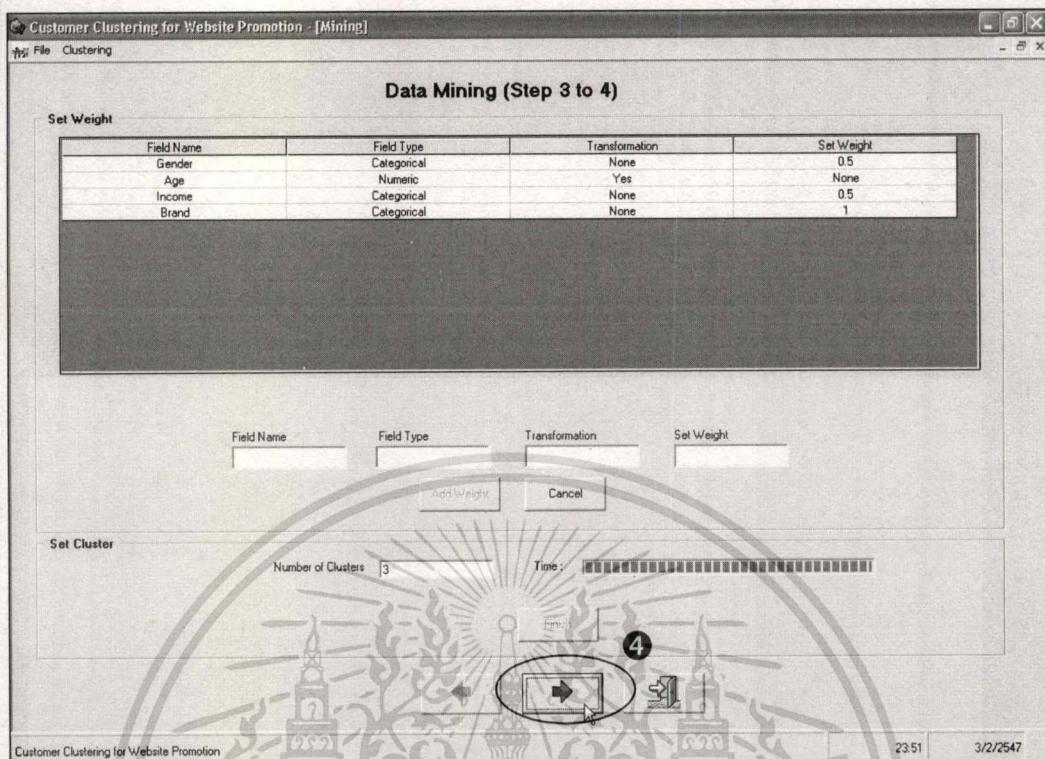 Customer Clustering for Website Promotion - [Mining]
File Clustering
Data Mining (Step 3 to 4)
Set Weight
Field Name Field Type Transformation Set Weight
Gender Categorical None 0.5
Age Numeric Yes None
Income Categorical None 0.5
Brand Categorical None 1
Field Name Field Type Transformation Set Weight
Add Weight Cancel
Set Cluster
Number of Clusters 3 Time :
Finish
4
Customer Clustering for Website Promotion 23:51 3/2/2547